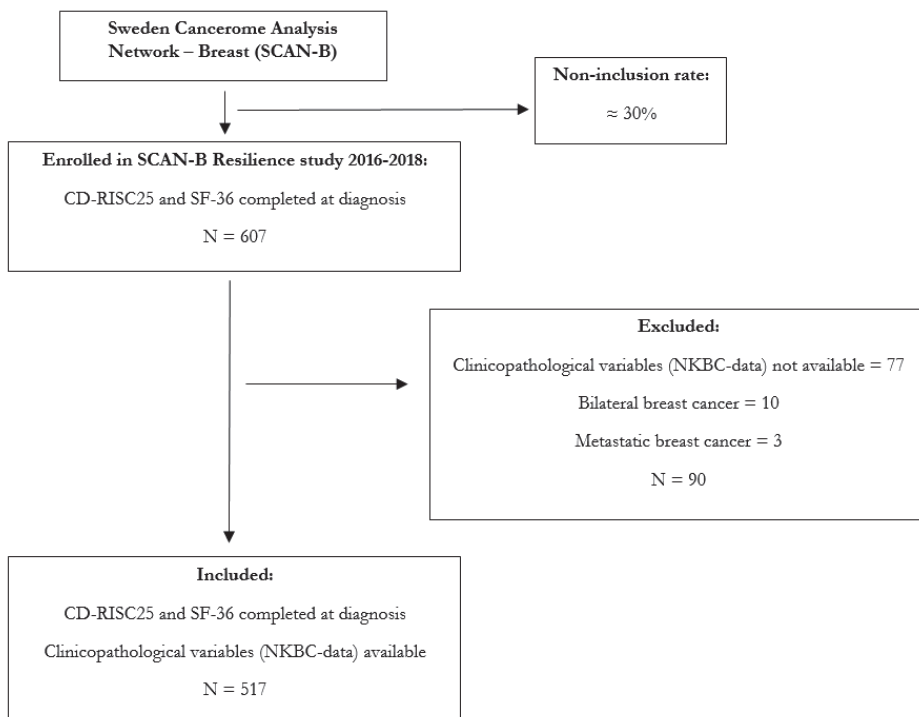 Sweden Cancerome Analysis
Network – Breast (SCAN-B)
Non-inclusion rate:
≈ 30%
Enrolled in SCAN-B Resilience study 2016-2018:
CD-RISC25 and SF-36 completed at diagnosis
N = 607
Excluded:
Clinicopathological variables (NKBC-data) not available = 77
Bilateral breast cancer = 10
Metastatic breast cancer = 3
N = 90
Included:
CD-RISC25 and SF-36 completed at diagnosis
Clinicopathological variables (NKBC-data) available
N = 517